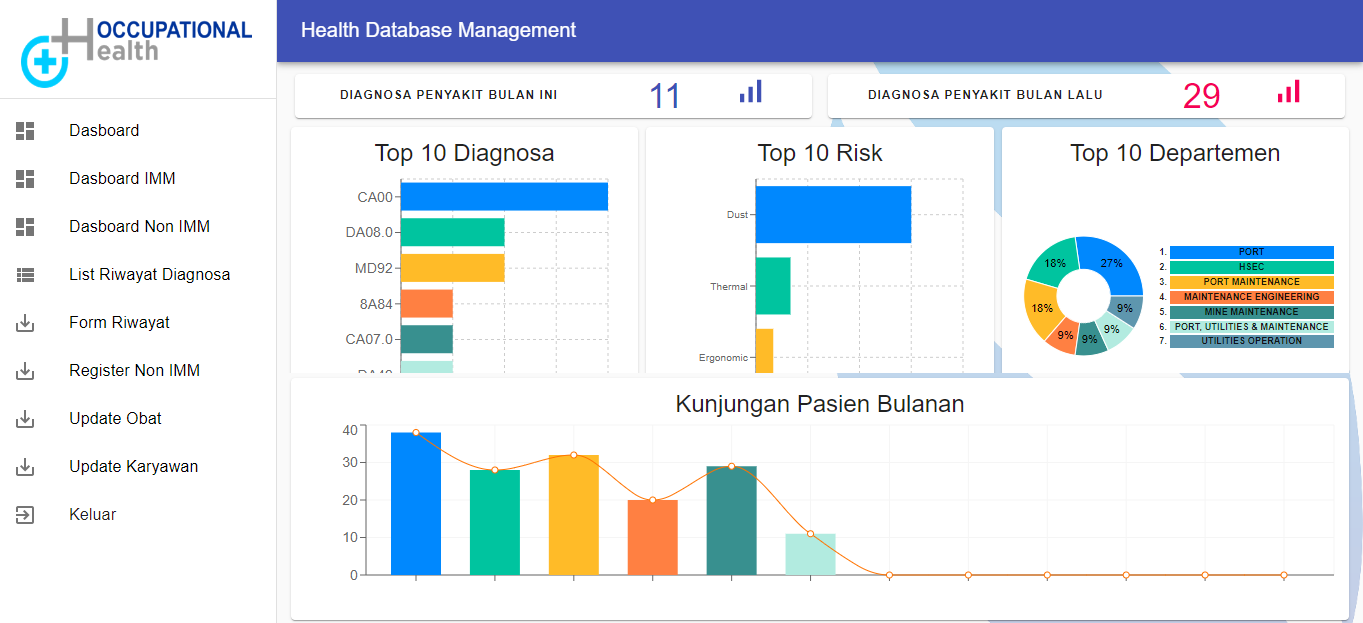 OCCUPATIONAL
Health
Dasboard
Dasboard IMM
Dasboard Non IMM
List Riwayat Diagnosa
Form Riwayat
Register Non IMM
Update Obat
Update Karyawan
Keluar
Health Database Management
DIAGNOSA PENYAKIT BULAN INI 11
DIAGNOSA PENYAKIT BULAN LALU 29
Top 10 Diagnosa
CA00
DA08.0
MD92
8A84
CA07.0
Top 10 Risk
Dust
Thermal
Ergonomic
Top 10 Departemen
18% 27%
18% 9%
9% 9% 9%
1. PORT
2. HSEC
3. PORT MAINTENANCE
4. MAINTENANCE ENGINEERING
5. MINE MAINTENANCE
6. PORT, UTILITIES & MAINTENANCE
7. UTILITIES OPERATION
Kunjungan Pasien Bulanan
40
30
20
10
0